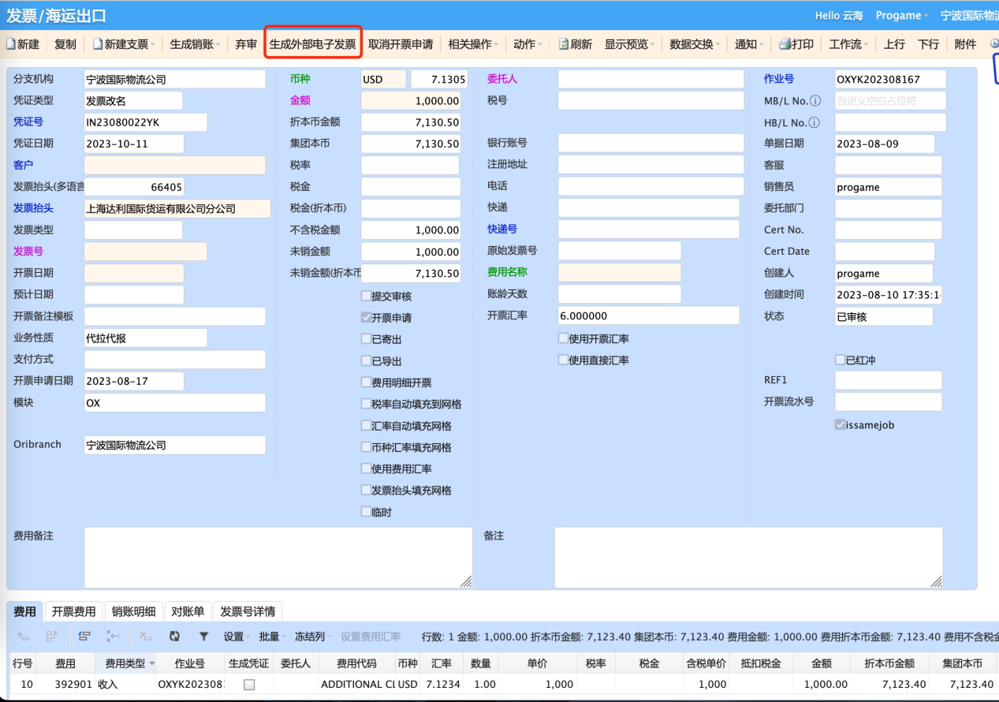 发票/海运出口 Hello 云海 Progame 宁波国际物流
新建 复制 新建支票 生成销账 弃审 生成外部电子发票 取消开票申请 相关操作 动作 刷新 显示预览 数据交换 通知 打印 工作流 上行 下行 附件
分支机构 宁波国际物流公司 币种 USD 7.1305 委托人 作业号 OXYK202308167
凭证类型 发票改名 金额 1,000.00 税号 MB/L No. 自定义空白占位符
凭证号 IN23080022YK 折本币金额 7,130.50 HB/L No.
凭证日期 2023-10-11 集团本币 7,130.50 银行账号 单据日期 2023-08-09
客户 税率 注册地址 客服
发票抬头(多语言 66405 税金 电话 销售员 progame
发票抬头 上海达利国际货运有限公司分公司 税金(折本币) 快递 委托部门
发票类型 不含税金额 1,000.00 快递号 Cert No.
发票号 未销金额 1,000.00 原始发票号 Cert Date
开票日期 未销金额(折本币 7,130.50 费用名称 创建人 progame
预计日期 提交审核 账龄天数 创建时间 2023-08-10 17:35:1
开票备注模板 开票申请 开票汇率 6.000000 状态 已审核
业务性质 代拉代报 已寄出 使用开票汇率
支付方式 已导出 使用直接汇率 已红冲
开票申请日期 2023-08-17 费用明细开票 REF1
模块 OX 税率自动填充到网格 开票流水号
汇率自动填充网格 issamejob
Oribranch 宁波国际物流公司 币种汇率填充网格
使用费用汇率
发票抬头填充网格
临时
费用备注 备注
费用 开票费用 销账明细 对账单 发票号详情
设置 批量 冻结列 设置费用汇率 行数: 1 金额: 1,000.00 折本币金额: 7,123.40 集团本币: 7,123.40 费用金额: 1,000.00 费用折本币金额: 7,123.40 费用不含税金
行号 费用 费用类型 作业号 生成凭证 委托人 费用代码 币种 汇率 数量 单价 税率 税金 含税单价 抵扣税金 金额 折本币金额 集团本币
10 392901 收入 OXYK202308 ADDITIONAL CL USD 7.1234 1.00 1,000 1,000 1,000.00 7,123.40 7,123.40